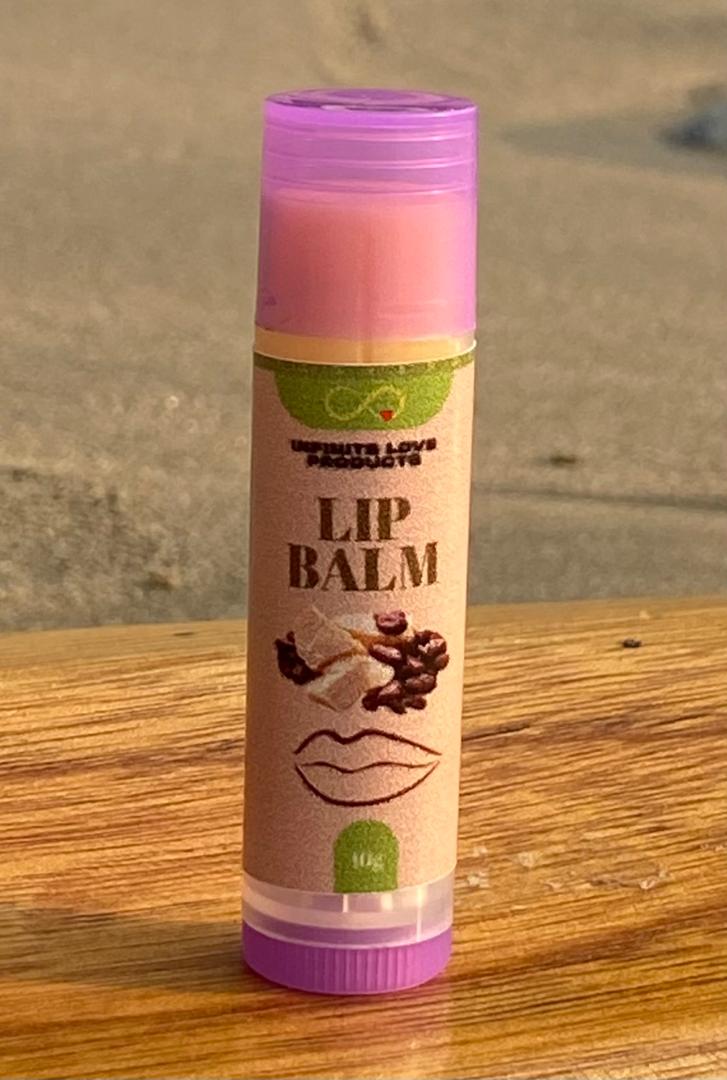 INFINITE LOVE
PRODUCTS
LIP
BALM
10g